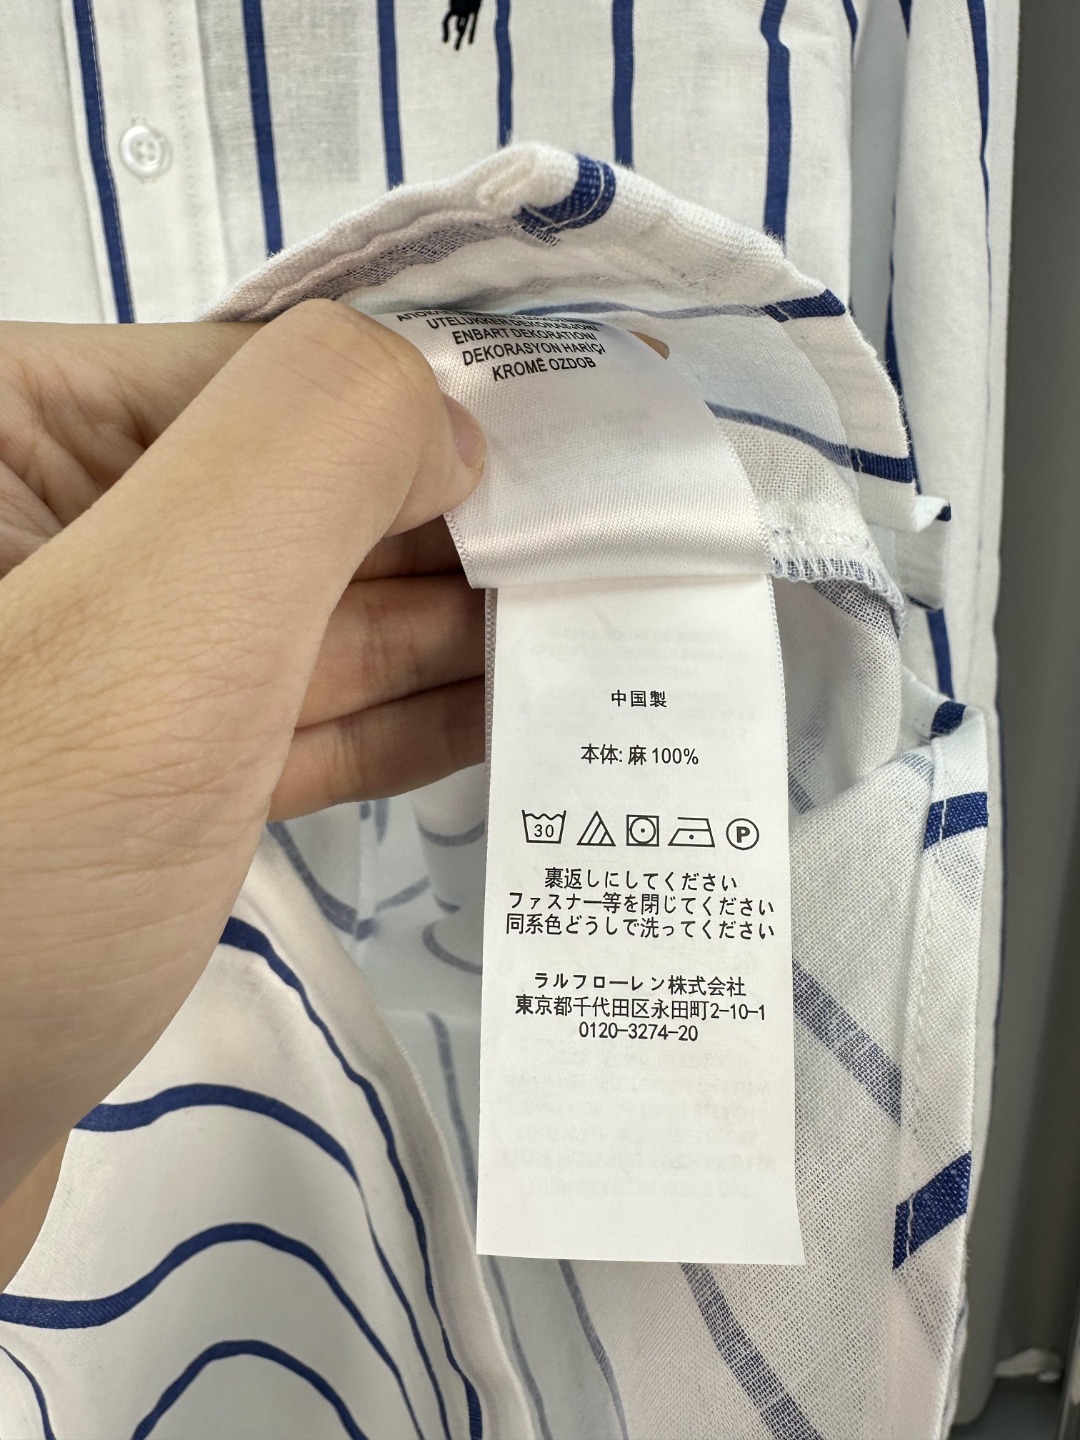 UTELUKKER DEKORASJON/
ENBART DEKORATION/
DEKORASYON HARIÇ/
KROMĚ OZDOB
中国製
本体: 麻 100%
30
P
裏返しにしてください
ファスナー等を閉じてください
同系色どうしで洗ってください
ラルフローレン株式会社
東京都千代田区永田町2-10-1
0120-3274-20